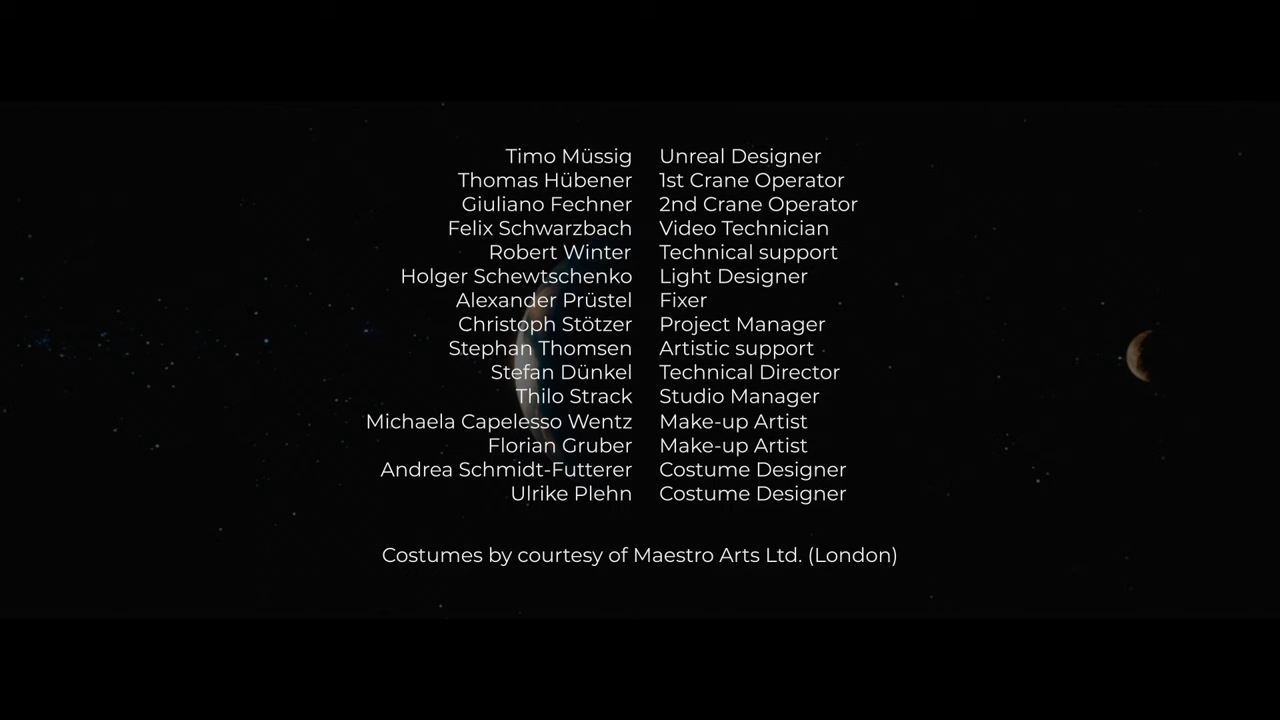 Timo Müssig Unreal Designer
Thomas Hübener 1st Crane Operator
Giuliano Fechner 2nd Crane Operator
Felix Schwarzbach Video Technician
Robert Winter Technical support
Holger Schewtschenko Light Designer
Alexander Prüstel Fixer
Christoph Stötzer Project Manager
Stephan Thomsen Artistic support
Stefan Dünkel Technical Director
Thilo Strack Studio Manager
Michaela Capelesso Wentz Make-up Artist
Florian Gruber Make-up Artist
Andrea Schmidt-Futterer Costume Designer
Ulrike Plehn Costume Designer
Costumes by courtesy of Maestro Arts Ltd. (London)